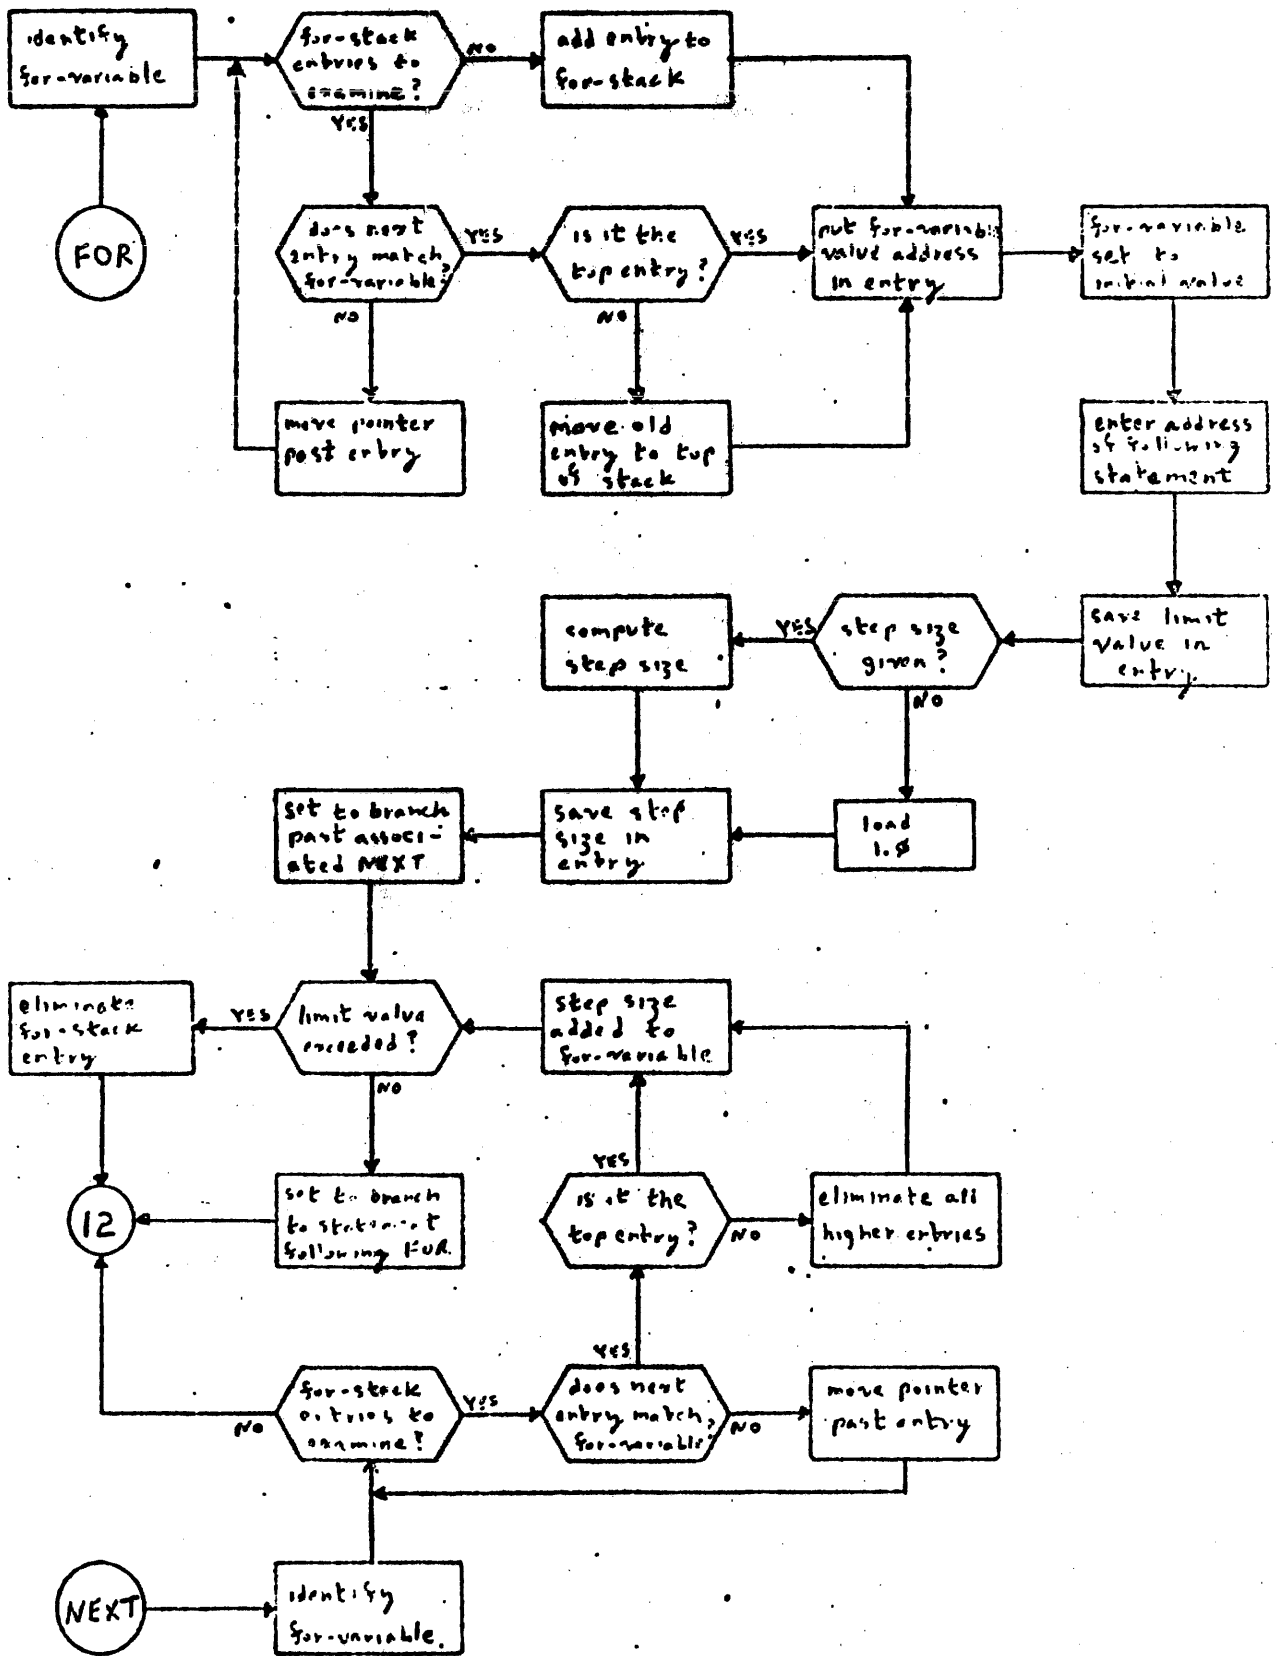 identify
for-variable
for-stack
entries to
examine?
NO
YES
add entry to
for-stack
FOR
does next
entry match
for-variable?
YES
NO
is it the
top entry?
YES
NO
put for-variable
value address
in entry
for-variable
set to
initial value
move pointer
past entry
move old
entry to top
of stack
enter address
of following
statement
compute
step size
YES
step size
given?
NO
save limit
value in
entry
set to branch
past associ-
ated NEXT
save step
size in
entry
load
1.0
eliminate
for-stack
entry
YES
limit value
exceeded?
NO
step size
added to
for-variable
12
set to branch
to statement
following FOR
YES
is it the
top entry?
NO
eliminate all
higher entries
NO
for-stack
entries to
examine?
YES
YES
does next
entry match
for-variable?
NO
move pointer
past entry
NEXT
identify
for-variable